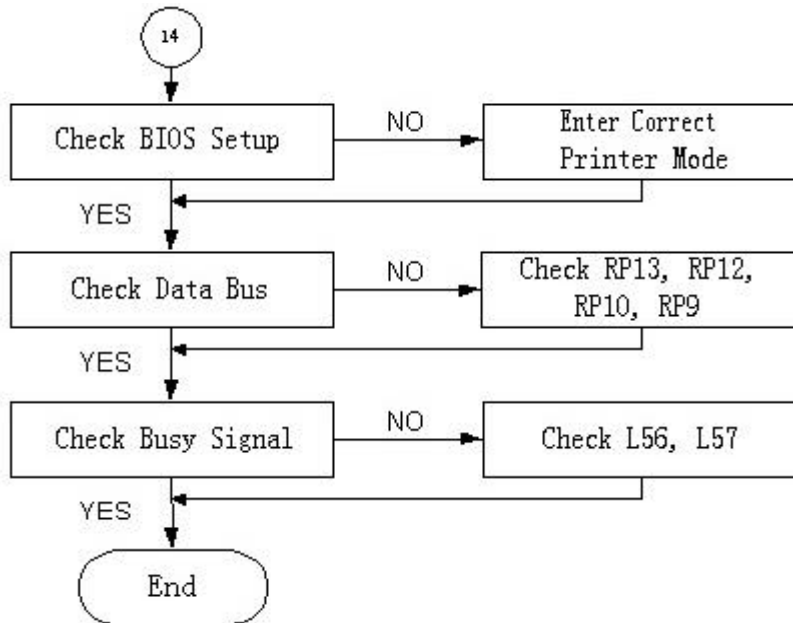 14
Check BIOS Setup
NO
Enter Correct
Printer Mode
YES
Check Data Bus
NO
Check RP13, RP12,
RP10, RP9
YES
Check Busy Signal
NO
Check L56, L57
YES
End